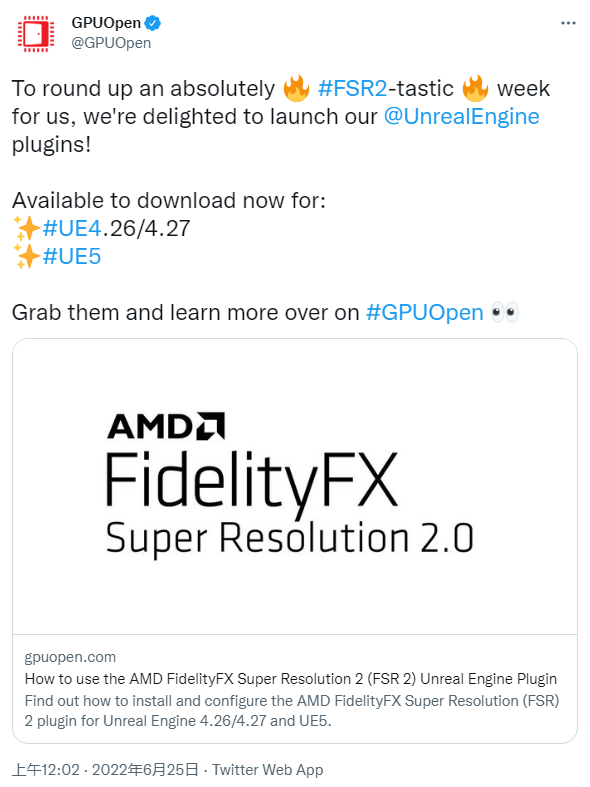 GPUOpen
@GPUOpen
To round up an absolutely 🔥 #FSR2-tastic 🔥 week
for us, we're delighted to launch our @UnrealEngine
plugins!
Available to download now for:
✨#UE4.26/4.27
✨#UE5
Grab them and learn more over on #GPUOpen 👀
AMD
FidelityFX
Super Resolution 2.0
gpuopen.com
How to use the AMD FidelityFX Super Resolution 2 (FSR 2) Unreal Engine Plugin
Find out how to install and configure the AMD FidelityFX Super Resolution (FSR)
2 plugin for Unreal Engine 4.26/4.27 and UE5.
上午12:02 · 2022年6月25日 · Twitter Web App